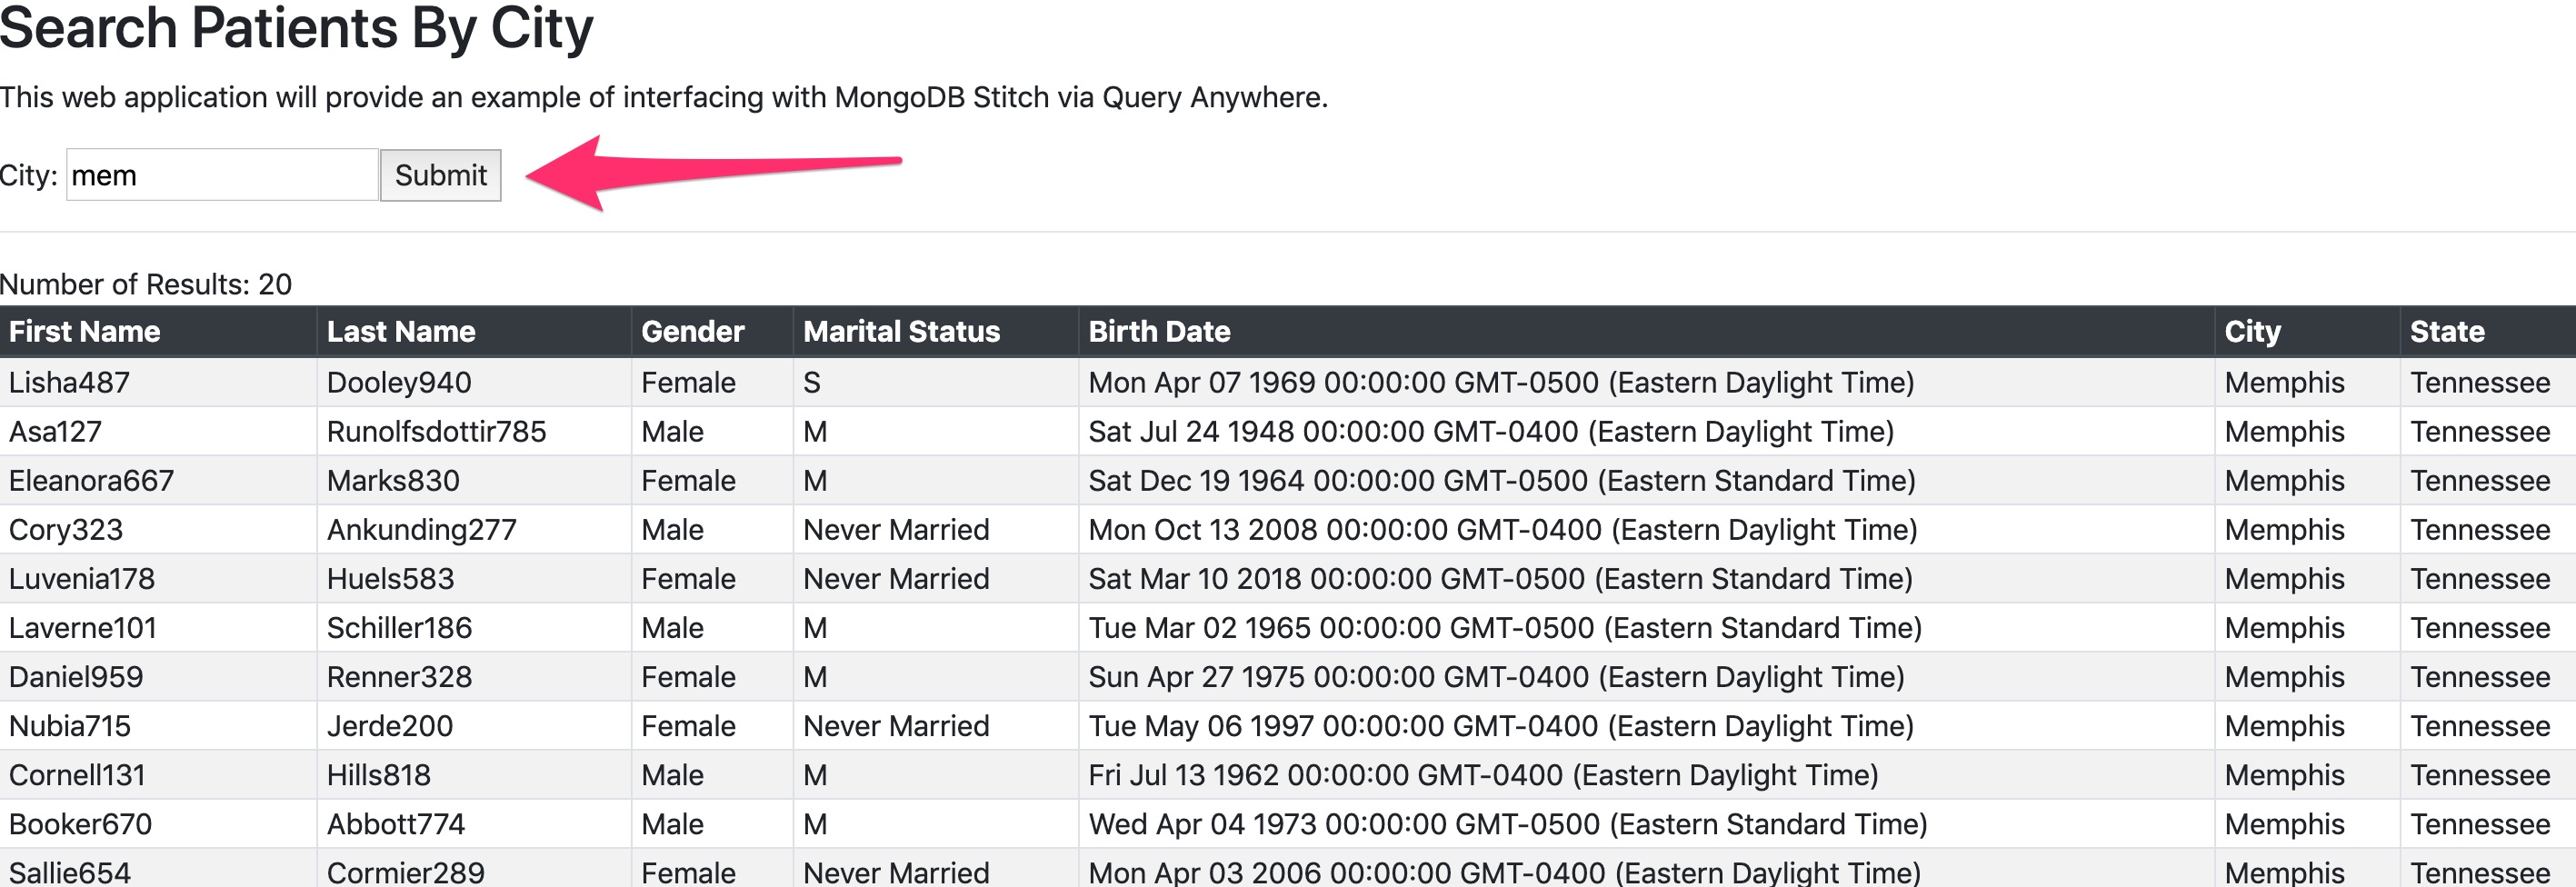 Search Patients By City
This web application will provide an example of interfacing with MongoDB Stitch via Query Anywhere.
City: mem Submit
Number of Results: 20
First Name Last Name Gender Marital Status Birth Date City State
Lisha487 Dooley940 Female S Mon Apr 07 1969 00:00:00 GMT-0500 (Eastern Daylight Time) Memphis Tennessee
Asa127 Runolfsdottir785 Male M Sat Jul 24 1948 00:00:00 GMT-0400 (Eastern Daylight Time) Memphis Tennessee
Eleanora667 Marks830 Female M Sat Dec 19 1964 00:00:00 GMT-0500 (Eastern Standard Time) Memphis Tennessee
Cory323 Ankunding277 Male Never Married Mon Oct 13 2008 00:00:00 GMT-0400 (Eastern Daylight Time) Memphis Tennessee
Luvenia178 Huels583 Female Never Married Sat Mar 10 2018 00:00:00 GMT-0500 (Eastern Standard Time) Memphis Tennessee
Laverne101 Schiller186 Male M Tue Mar 02 1965 00:00:00 GMT-0500 (Eastern Standard Time) Memphis Tennessee
Daniel959 Renner328 Female M Sun Apr 27 1975 00:00:00 GMT-0400 (Eastern Daylight Time) Memphis Tennessee
Nubia715 Jerde200 Female Never Married Tue May 06 1997 00:00:00 GMT-0400 (Eastern Daylight Time) Memphis Tennessee
Cornell131 Hills818 Male M Fri Jul 13 1962 00:00:00 GMT-0400 (Eastern Daylight Time) Memphis Tennessee
Booker670 Abbott774 Male M Wed Apr 04 1973 00:00:00 GMT-0500 (Eastern Standard Time) Memphis Tennessee
Sallie654 Cormier289 Female Never Married Mon Apr 03 2006 00:00:00 GMT-0400 (Eastern Daylight Time) Memphis Tennessee